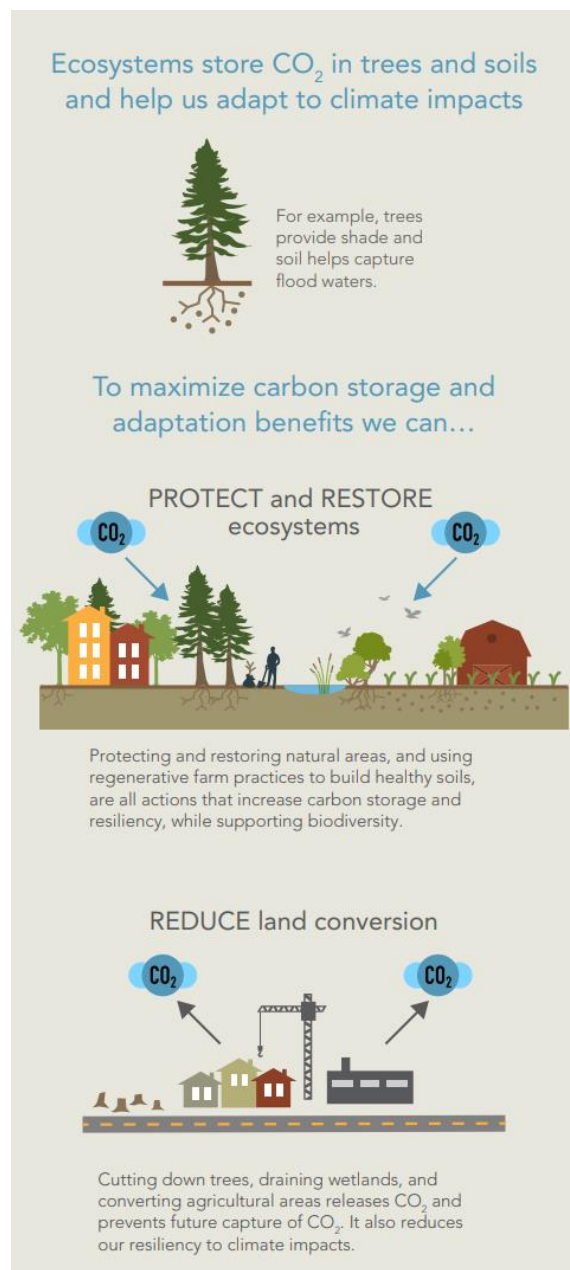 Ecosystems store CO₂ in trees and soils
and help us adapt to climate impacts
For example, trees
provide shade and
soil helps capture
flood waters.
To maximize carbon storage and
adaptation benefits we can…
PROTECT and RESTORE
ecosystems
CO₂
CO₂
Protecting and restoring natural areas, and using
regenerative farm practices to build healthy soils,
are all actions that increase carbon storage and
resiliency, while supporting biodiversity.
REDUCE land conversion
CO₂
CO₂
Cutting down trees, draining wetlands, and
converting agricultural areas releases CO₂ and
prevents future capture of CO₂. It also reduces
our resiliency to climate impacts.